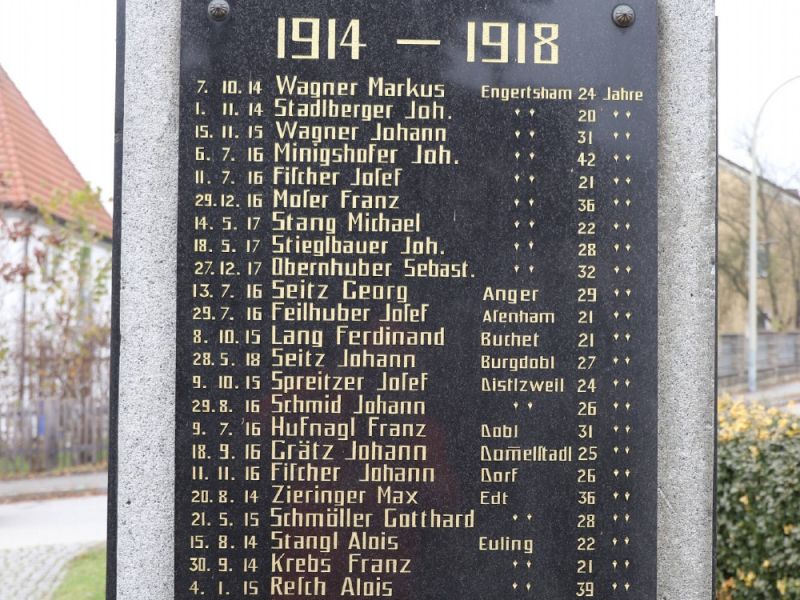 1914 – 1918
7. 10. 14 Wagner Markus Engertsham 24 Jahre
1. 11. 14 Stadlberger Joh. " 20 "
15. 11. 15 Wagner Johann " 31 "
6. 7. 16 Minigshofer Joh. " 42 "
11. 7. 16 Fiſcher Joſef " 21 "
29. 12. 16 Moſer Franz " 36 "
14. 5. 17 Stang Michael " 22 "
18. 5. 17 Stieglbauer Joh. " 28 "
27. 12. 17 Obernhuber Sebast. " 32 "
13. 7. 16 Seitz Georg Anger 29 "
29. 7. 16 Feilhuber Joſef Aſenham 21 "
8. 10. 15 Lang Ferdinand Buchet 21 "
28. 5. 18 Seitz Johann Burgdobl 27 "
9. 10. 15 Spreitzer Joſef Distlzweil 24 "
29. 8. 16 Schmid Johann " 26 "
9. 7. 16 Hufnagl Franz Dobl 31 "
18. 9. 16 Grätz Johann Dom̅elſtadl 25 "
11. 11. 16 Fiſcher Johann Dorf 26 "
20. 8. 14 Zieringer Max Edt 36 "
21. 5. 15 Schmöller Gotthard " 28 "
15. 8. 14 Stangl Alois Euling 22 "
30. 9. 14 Krebs Franz " 21 "
4. 1. 15 Reſch Alois " 39 "